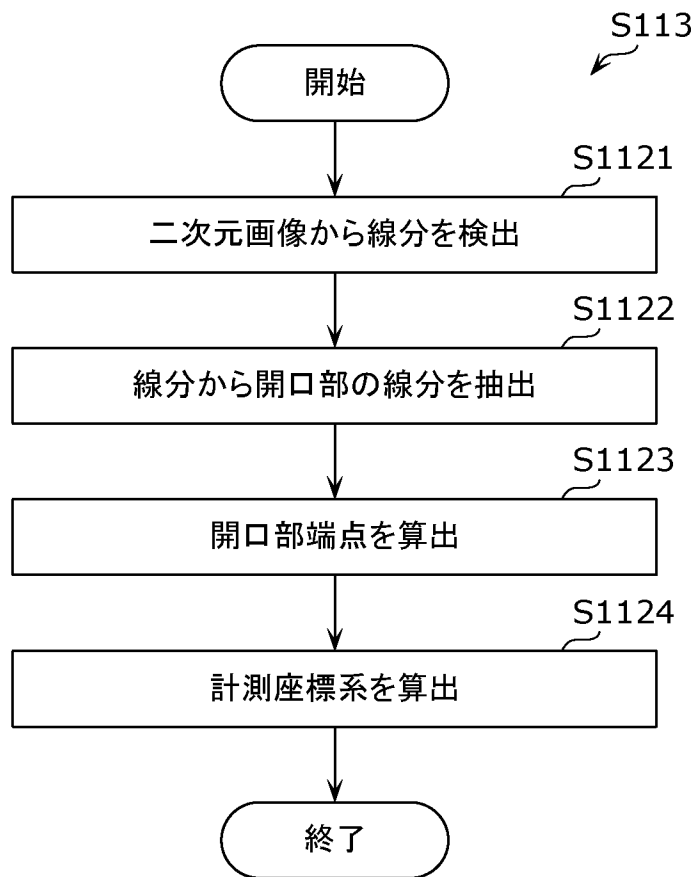 S113
開始
S1121
二次元画像から線分を検出
S1122
線分から開口部の線分を抽出
S1123
開口部端点を算出
S1124
計測座標系を算出
終了